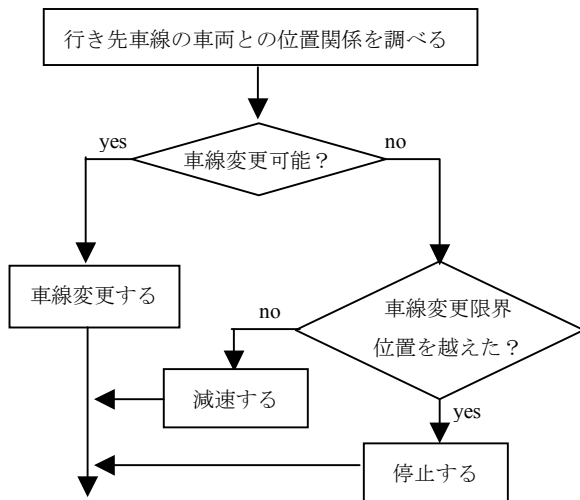 行き先車線の車両との位置関係を調べる
yes
車線変更可能？
no
車線変更する
車線変更限界
位置を越えた？
no
減速する
yes
停止する